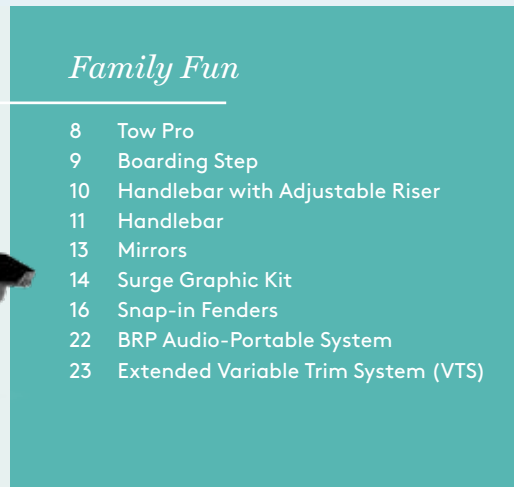 Family Fun
8 Tow Pro
9 Boarding Step
10 Handlebar with Adjustable Riser
11 Handlebar
13 Mirrors
14 Surge Graphic Kit
16 Snap-in Fenders
22 BRP Audio-Portable System
23 Extended Variable Trim System (VTS)